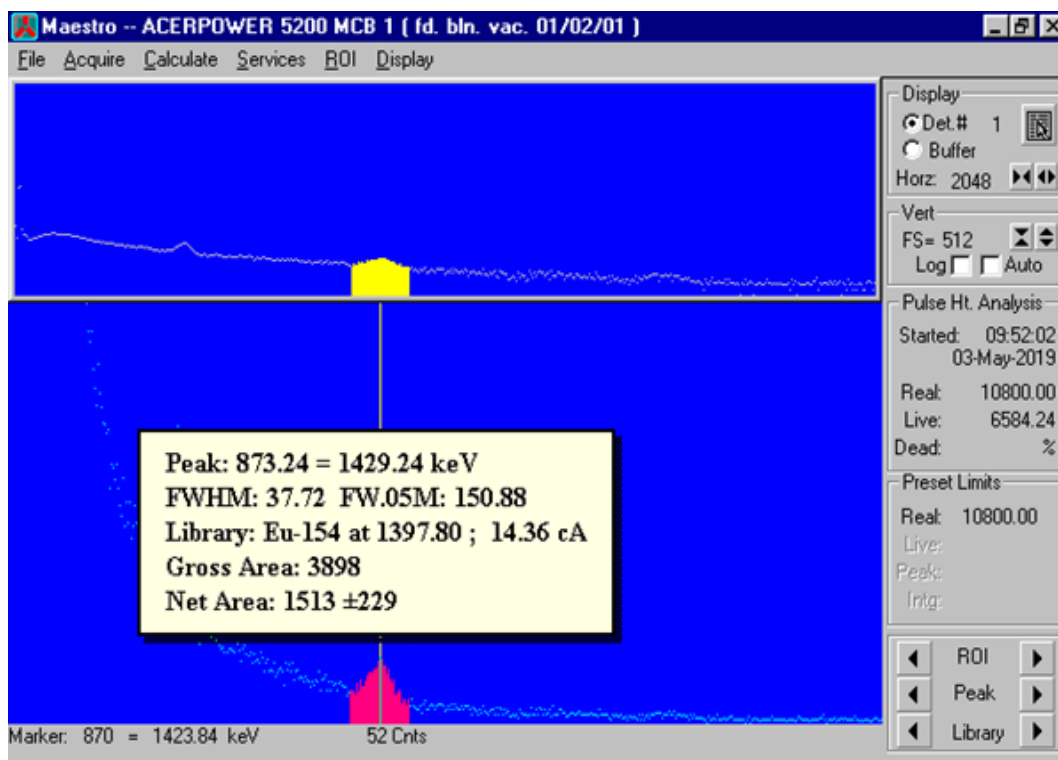 Maestro -- ACERPOWER 5200 MCB 1 ( fd. bln. vac. 01/02/01 )
File Acquire Calculate Services ROI Display
Display
Det.# 1
Buffer
Horz: 2048
Vert
FS= 512
Log Auto
Pulse Ht. Analysis
Started: 09:52:02
03-May-2019
Real: 10800.00
Live: 6584.24
Dead: %
Preset Limits
Real: 10800.00
Live:
Peak:
Intg:
ROI
Peak
Library
Peak: 873.24 = 1429.24 keV
FWHM: 37.72 FW.05M: 150.88
Library: Eu-154 at 1397.80 ; 14.36 cA
Gross Area: 3898
Net Area: 1513 ±229
Marker: 870 = 1423.84 keV 52 Cnts